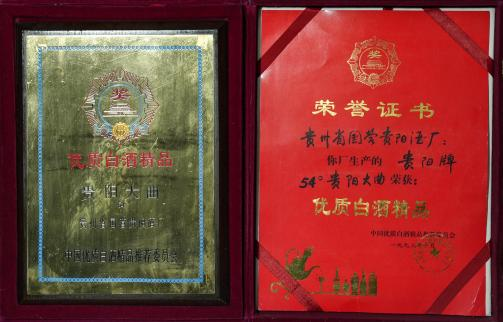 奖
优质白酒精品
贵阳大曲
中国优质白酒精品推荐委员会
奖
荣誉证书
贵州省国营贵阳酒厂:
你厂生产的 贵阳牌
54°贵阳大曲荣获:
优质白酒精品
中国优质白酒精品推荐委员会